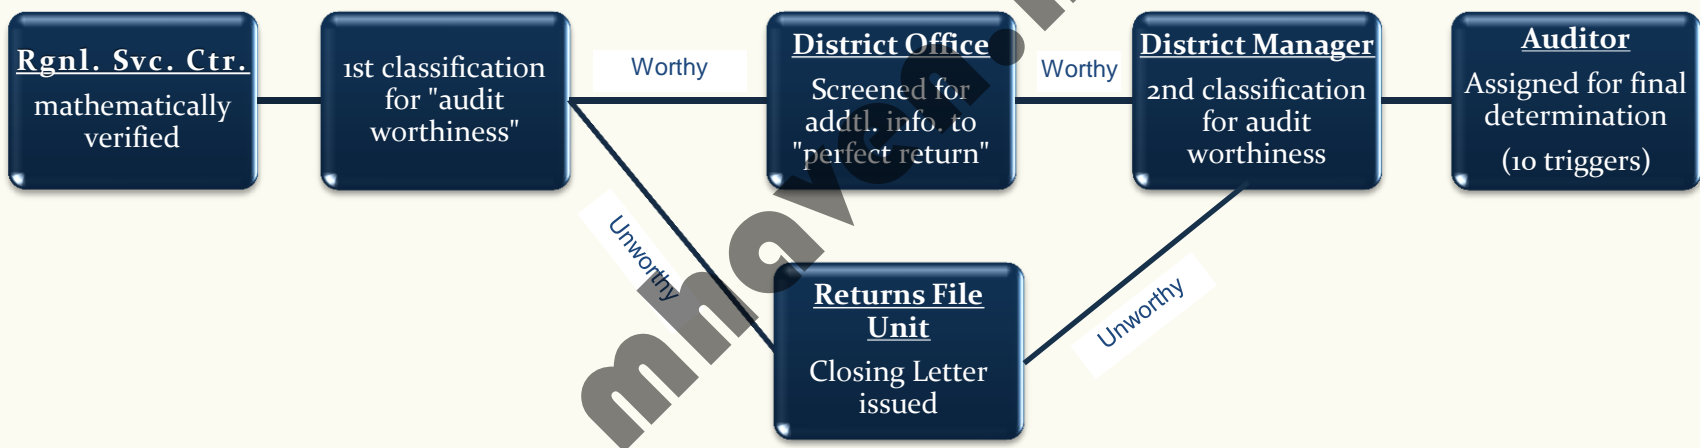 Rgnl. Svc. Ctr.
mathematically
verified
1st classification
for "audit
worthiness"
Worthy
District Office
Screened for
addtl. info. to
"perfect return"
Worthy
District Manager
2nd classification
for audit
worthiness
Auditor
Assigned for final
determination
(10 triggers)
Unworthy
Returns File
Unit
Closing Letter
issued
Unworthy